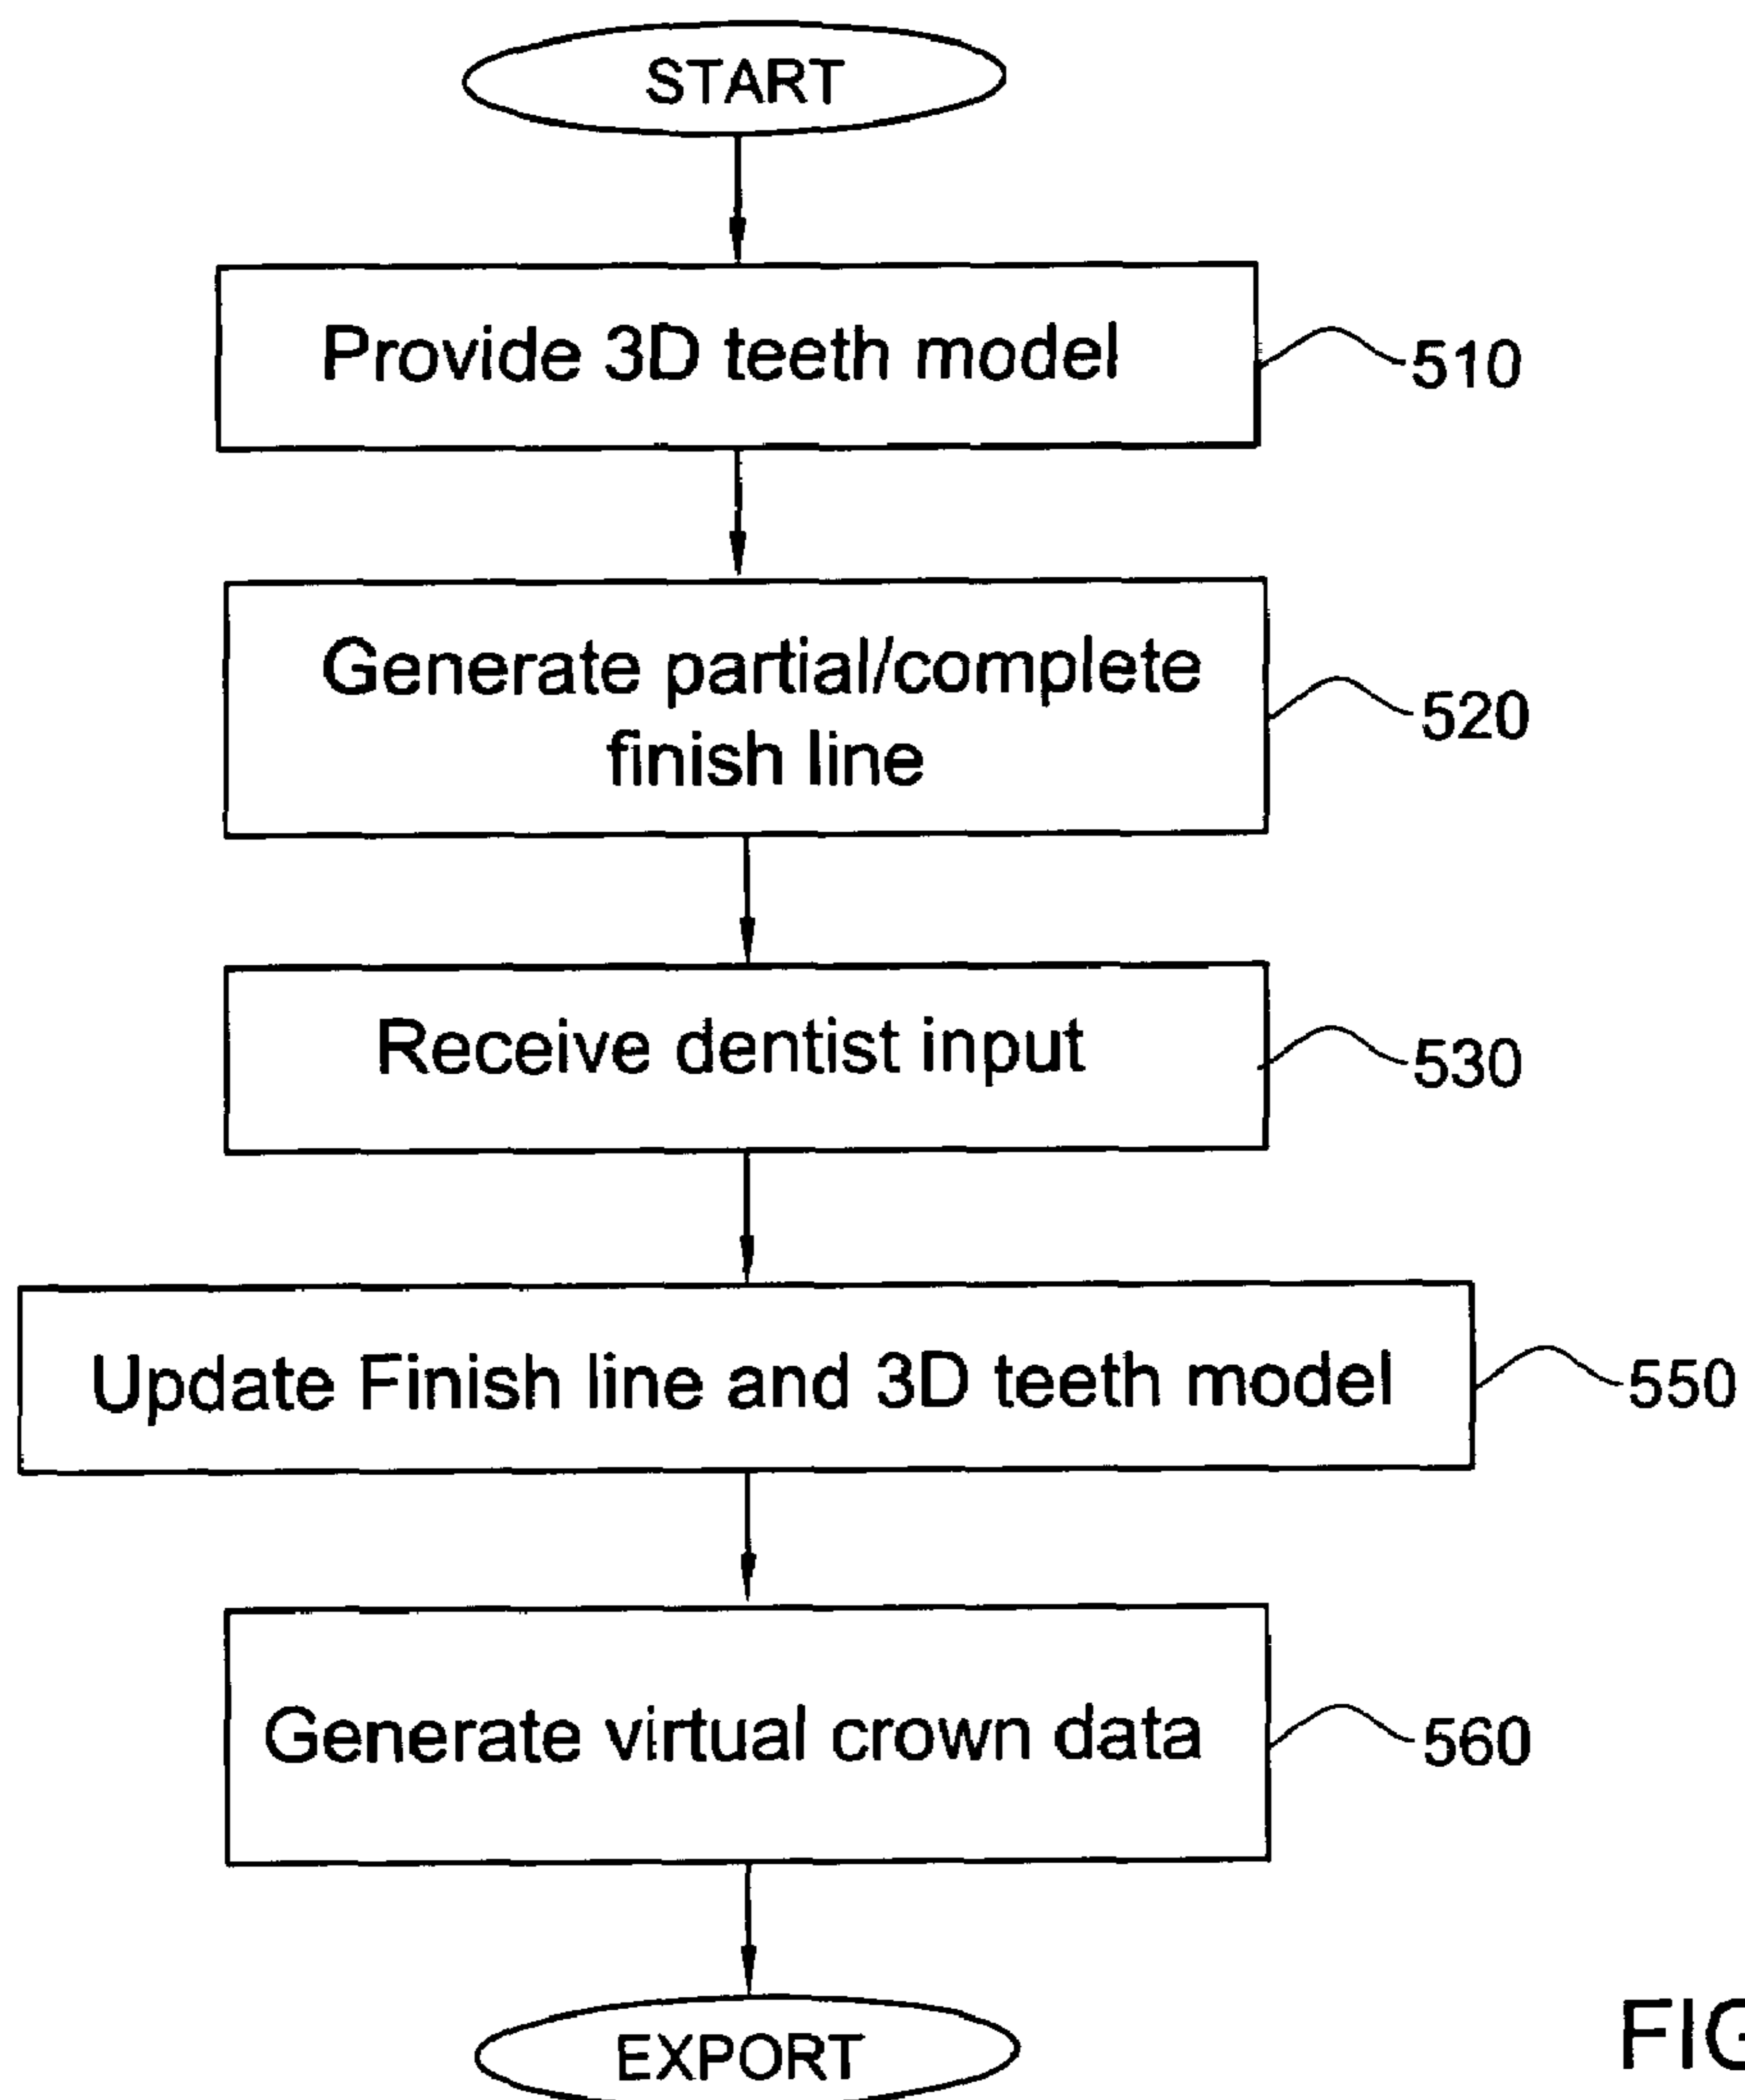 START
Provide 3D teeth model
510
Generate partial/complete
finish line
520
Receive dentist input
530
Update Finish line and 3D teeth model
550
Generate virtual crown data
560
EXPORT
FIG